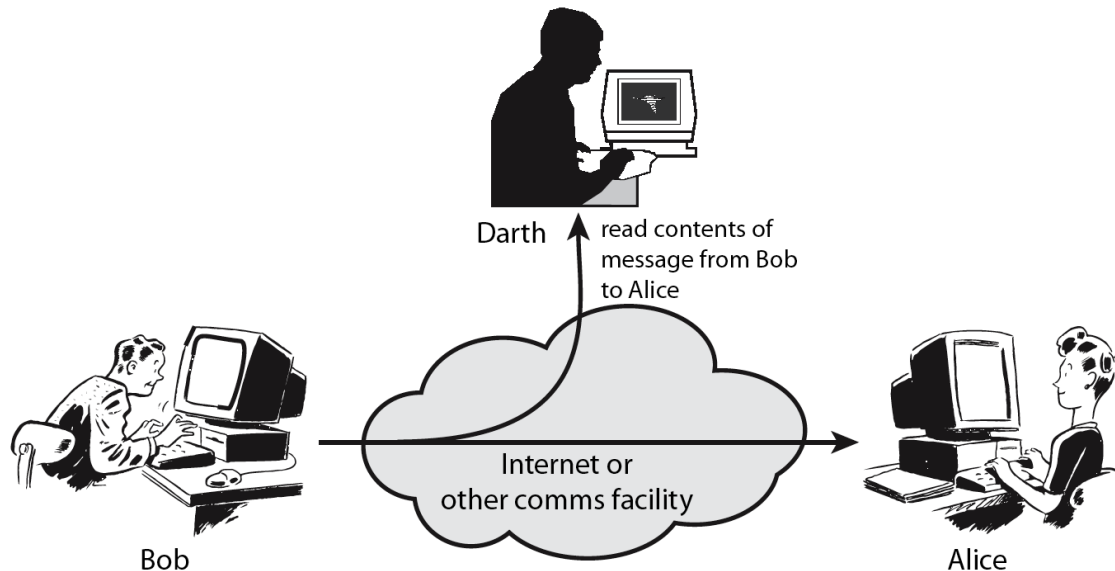 Darth
read contents of
message from Bob
to Alice
Internet or
other comms facility
Bob
Alice